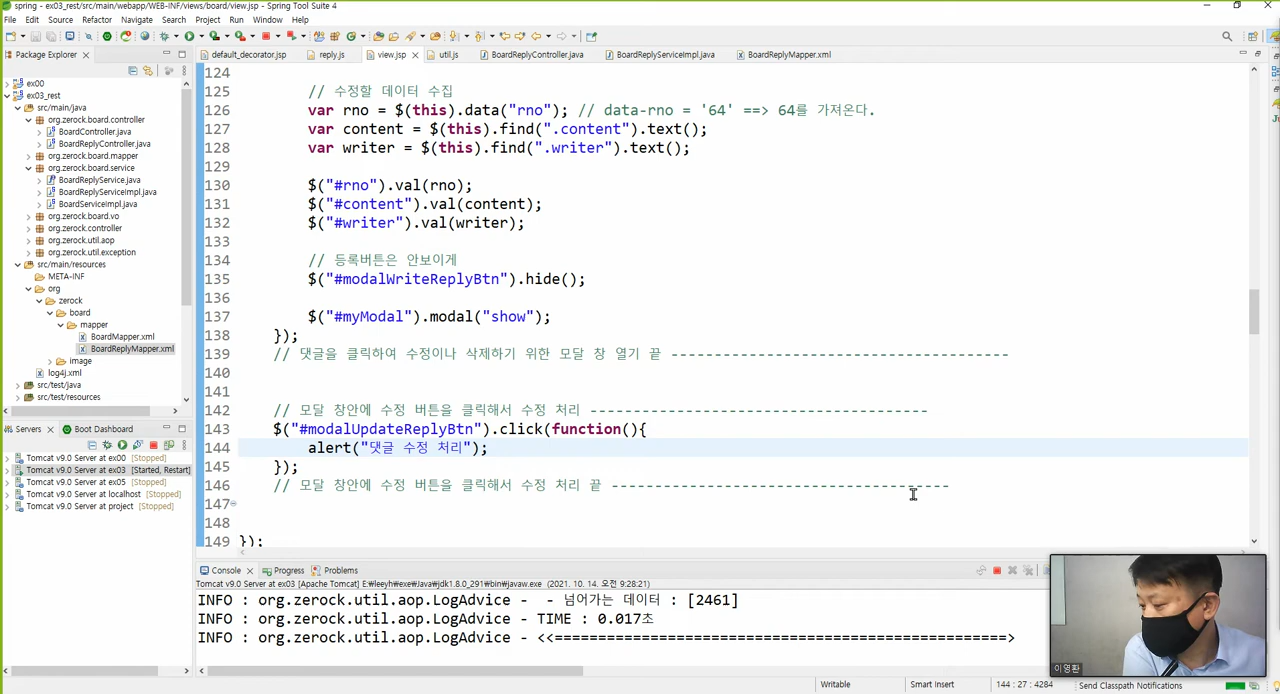 spring - ex03_rest/src/main/webapp/WEB-INF/views/board/view.jsp - Spring Tool Suite 4
File Edit Source Refactor Navigate Search Project Run Window Help
Package Explorer
default_decorator.jsp reply.js view.jsp util.js BoardReplyController.java BoardReplyServiceImpl.java BoardReplyMapper.xml
ex00
ex03_rest
src/main/java
org.zerock.board.controller
BoardController.java
BoardReplyController.java
org.zerock.board.mapper
org.zerock.board.service
BoardReplyService.java
BoardReplyServiceImpl.java
BoardServiceImpl.java
org.zerock.board.vo
org.zerock.controller
org.zerock.util.aop
org.zerock.util.exception
src/main/resources
META-INF
org
zerock
board
mapper
BoardMapper.xml
BoardReplyMapper.xml
image
log4j.xml
src/test/java
src/test/resources
124
125 // 수정할 데이터 수집
126 var rno = $(this).data("rno"); // data-rno = '64' ==> 64를 가져온다.
127 var content = $(this).find(".content").text();
128 var writer = $(this).find(".writer").text();
129
130 $("#rno").val(rno);
131 $("#content").val(content);
132 $("#writer").val(writer);
133
134 // 등록버튼은 안보이게
135 $("#modalWriteReplyBtn").hide();
136
137 $("#myModal").modal("show");
138 });
139 // 댓글을 클릭하여 수정이나 삭제하기 위한 모달 창 열기 끝 ---------------------------------------
140
141
142 // 모달 창안에 수정 버튼을 클릭해서 수정 처리 ---------------------------------------
143 $("#modalUpdateReplyBtn").click(function(){
144 alert("댓글 수정 처리");
145 });
146 // 모달 창안에 수정 버튼을 클릭해서 수정 처리 끝 ---------------------------------------
147
148
149 });
Servers Boot Dashboard
Tomcat v9.0 Server at ex00 [Stopped]
Tomcat v9.0 Server at ex03 [Started, Restart]
Tomcat v9.0 Server at ex05 [Stopped]
Tomcat v9.0 Server at localhost [Stopped]
Tomcat v9.0 Server at project [Stopped]
Console Progress Problems
Tomcat v9.0 Server at ex03 [Apache Tomcat] E:\leeyh\exe\Java\jdk1.8.0_291\bin\javaw.exe (2021. 10. 14. 오전 9:28:21)
INFO : org.zerock.util.aop.LogAdvice - - 넘어가는 데이터 : [2461]
INFO : org.zerock.util.aop.LogAdvice - TIME : 0.017초
INFO : org.zerock.util.aop.LogAdvice - <<====================================================>
이영환
Writable Smart Insert 144 : 27 : 4284 Send Classpath Notifications